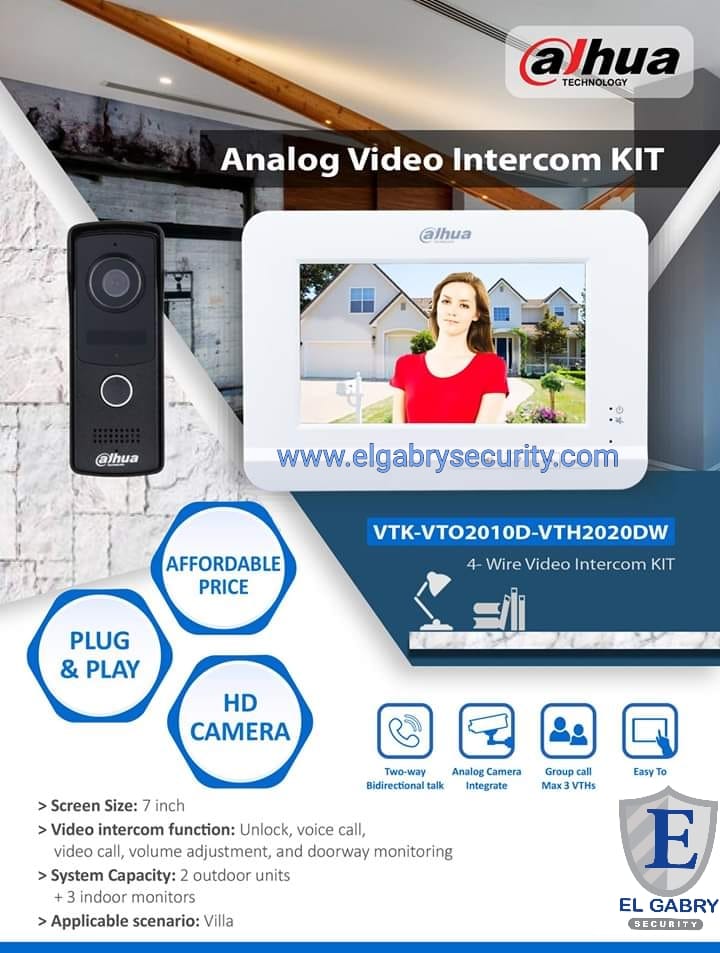 alhua
TECHNOLOGY
Analog Video Intercom KIT
alhua
TECHNOLOGY
alhua
TECHNOLOGY
www.elgabrysecurity.com
VTK-VTO2010D-VTH2020DW
4- Wire Video Intercom KIT
AFFORDABLE
PRICE
PLUG
& PLAY
HD
CAMERA
Two-way
Bidirectional talk
Analog Camera
Integrate
Group call
Max 3 VTHs
Easy To
> Screen Size: 7 inch
> Video intercom function: Unlock, voice call,
video call, volume adjustment, and doorway monitoring
> System Capacity: 2 outdoor units
+ 3 indoor monitors
> Applicable scenario: Villa
E
EL GABRY
SECURITY